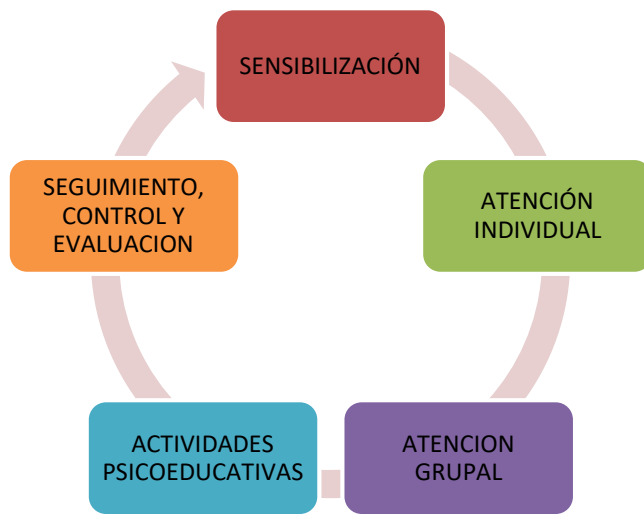 SENSIBILIZACIÓN
ATENCIÓN
INDIVIDUAL
ATENCION
GRUPAL
ACTIVIDADES
PSICOEDUCATIVAS
SEGUIMIENTO,
CONTROL Y
EVALUACION